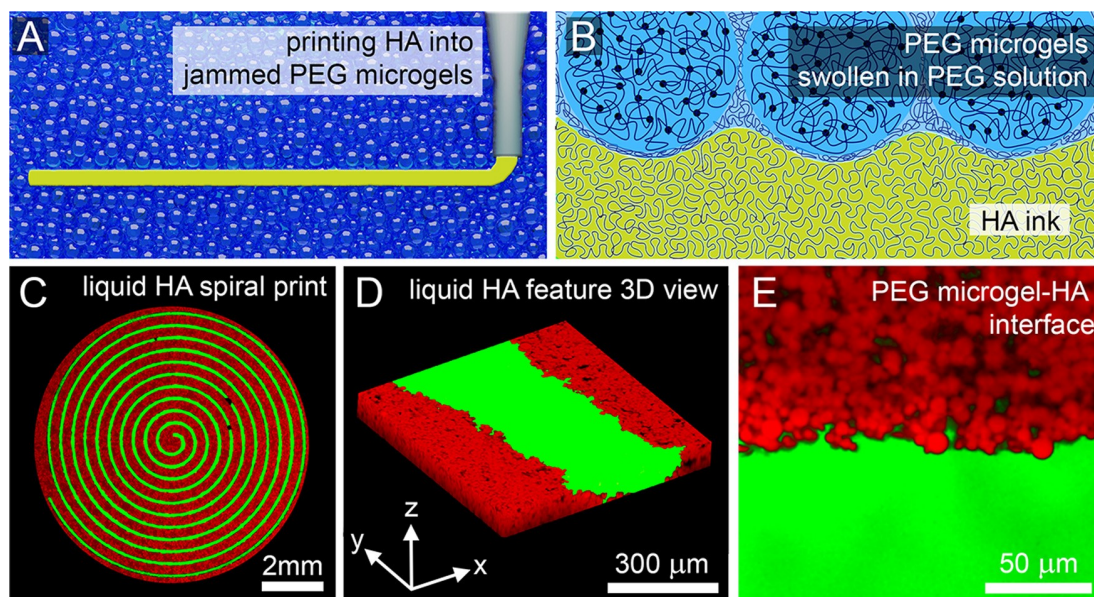 A
printing HA into
jammed PEG microgels
B
PEG microgels
swollen in PEG solution
HA ink
C
liquid HA spiral print
2mm
D
liquid HA feature 3D view
z
y
x
300 μm
E
PEG microgel-HA
interface
50 μm